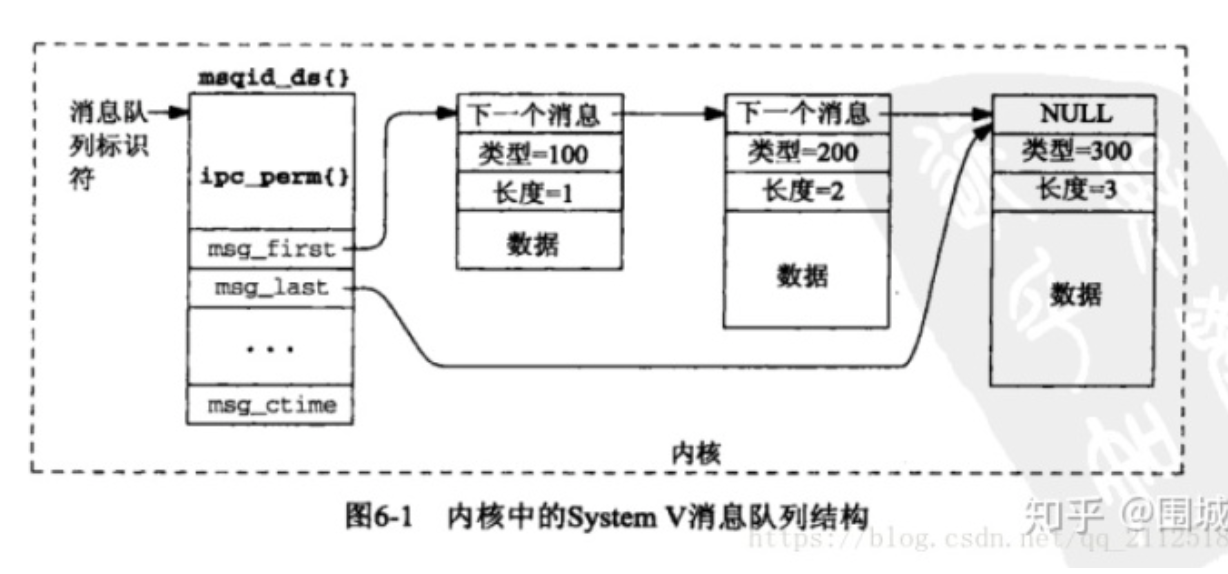 msqid_ds{}
消息队
列标识
符
ipc_perm{}
msg_first
msg_last
...
msg_ctime
下一个消息
类型=100
长度=1
数据
下一个消息
类型=200
长度=2
数据
NULL
类型=300
长度=3
数据
内核
图6-1 内核中的System V消息队列结构
知乎 @围城
https://blog.csdn.net/qq_2112518